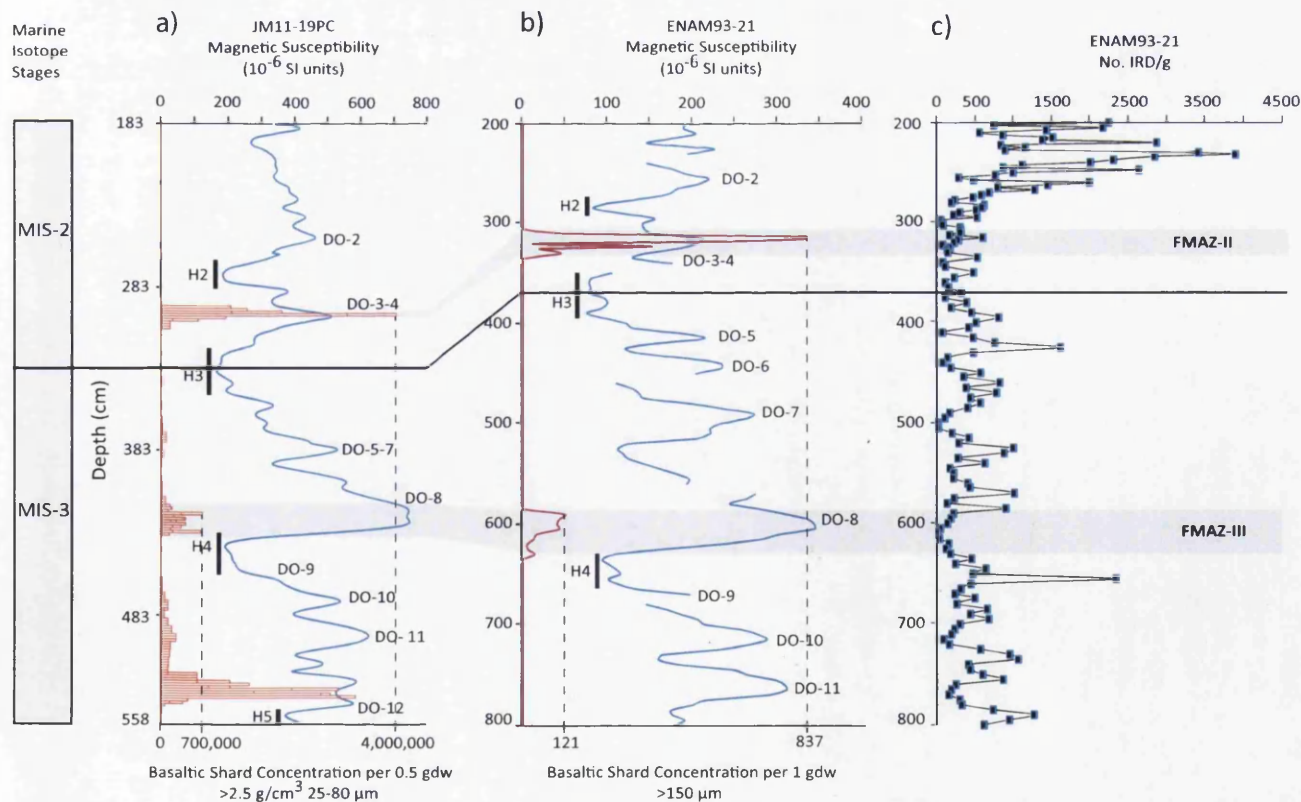 Marine
Isotope
Stages
MIS-2
MIS-3
a)
JM11-19PC
Magnetic Susceptibility
(10⁻⁶ SI units)
0 200 400 600 800
183
283
383
483
558
Depth (cm)
DO-2
H2
DO-3-4
H3
DO-5-7
DO-8
H4
DO-9
DO-10
DO-11
DO-12
H5
0 700,000 4,000,000
Basaltic Shard Concentration per 0.5 gdw
>2.5 g/cm³ 25-80 µm
b)
ENAM93-21
Magnetic Susceptibility
(10⁻⁶ SI units)
0 100 200 300 400
200
300
400
500
600
700
800
DO-2
H2
DO-3-4
H3
DO-5
DO-6
DO-7
DO-8
H4
DO-9
DO-10
DO-11
121 837
Basaltic Shard Concentration per 1 gdw
>150 µm
c)
ENAM93-21
No. IRD/g
0 500 1500 2500 3500 4500
200
300
400
500
600
700
800
FMAZ-II
FMAZ-III